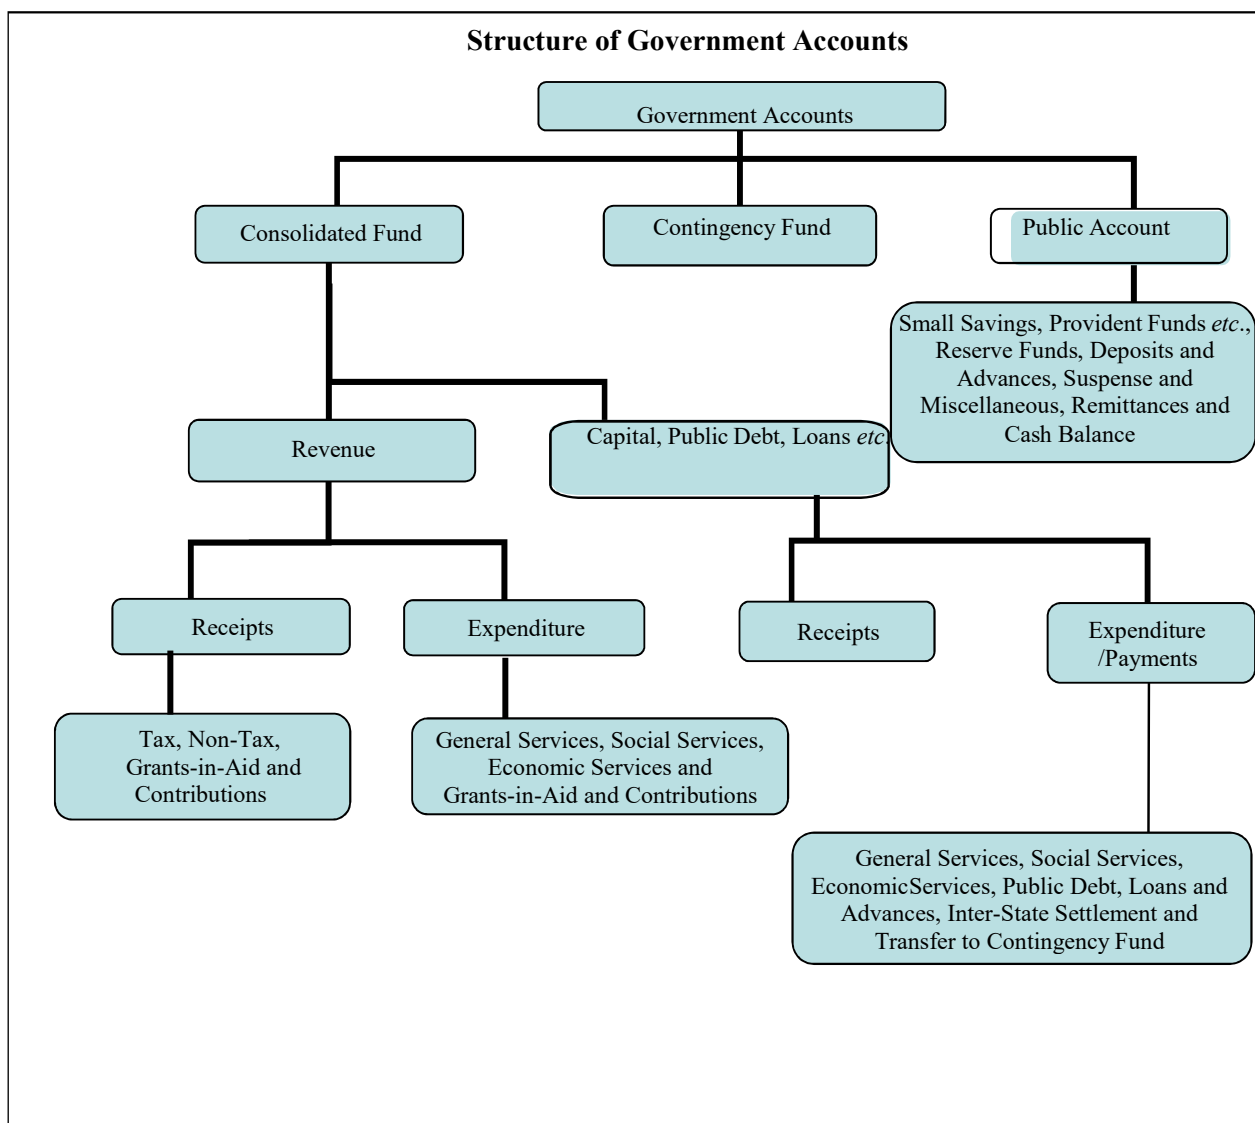 Structure of Government Accounts
Government Accounts
Consolidated Fund
Contingency Fund
Public Account
Small Savings, Provident Funds etc.,
Reserve Funds, Deposits and
Advances, Suspense and
Miscellaneous, Remittances and
Cash Balance
Revenue
Capital, Public Debt, Loans etc.
Receipts
Expenditure
Receipts
Expenditure
/Payments
Tax, Non-Tax,
Grants-in-Aid and
Contributions
General Services, Social Services,
Economic Services and
Grants-in-Aid and Contributions
General Services, Social Services,
EconomicServices, Public Debt, Loans and
Advances, Inter-State Settlement and
Transfer to Contingency Fund